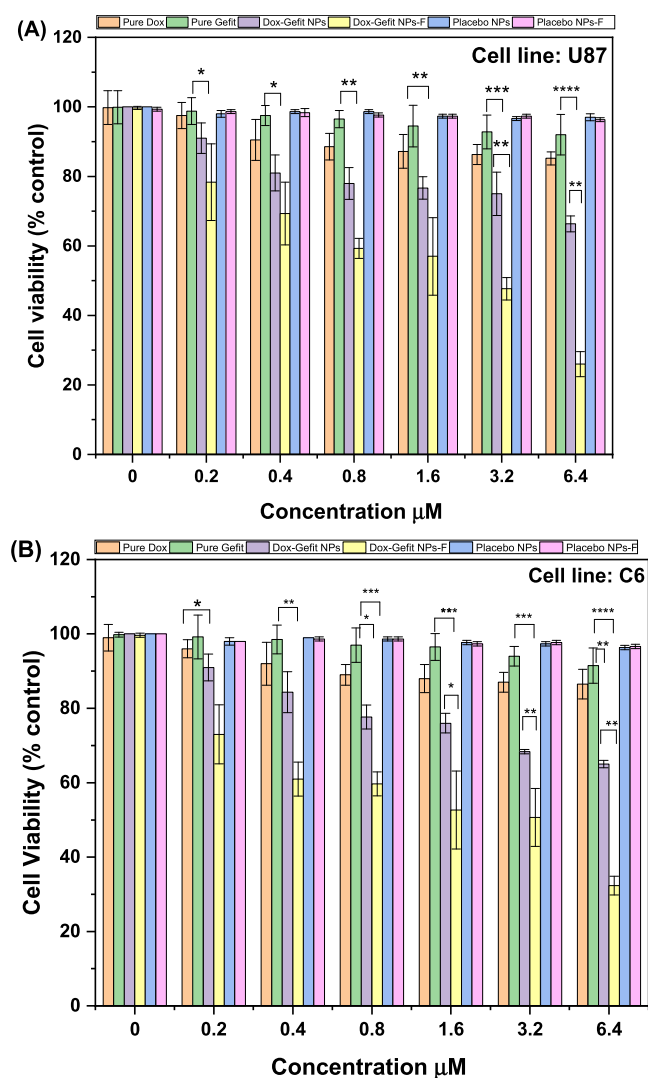 (A)
Pure Dox Pure Gefit Dox-Gefit NPs Dox-Gefit NPs-F Placebo NPs Placebo NPs-F
Cell line: U87
Cell viability (% control)
120
100
80
60
40
20
0
* * ** ** *** ** **** **
0 0.2 0.4 0.8 1.6 3.2 6.4
Concentration μM
(B)
Pure Dox Pure Gefit Dox-Gefit NPs Dox-Gefit NPs-F Placebo NPs Placebo NPs-F
Cell line: C6
Cell Viability (% control)
120
100
80
60
40
20
0
* ** *** * *** * *** ** **** ** **
0 0.2 0.4 0.8 1.6 3.2 6.4
Concentration μM